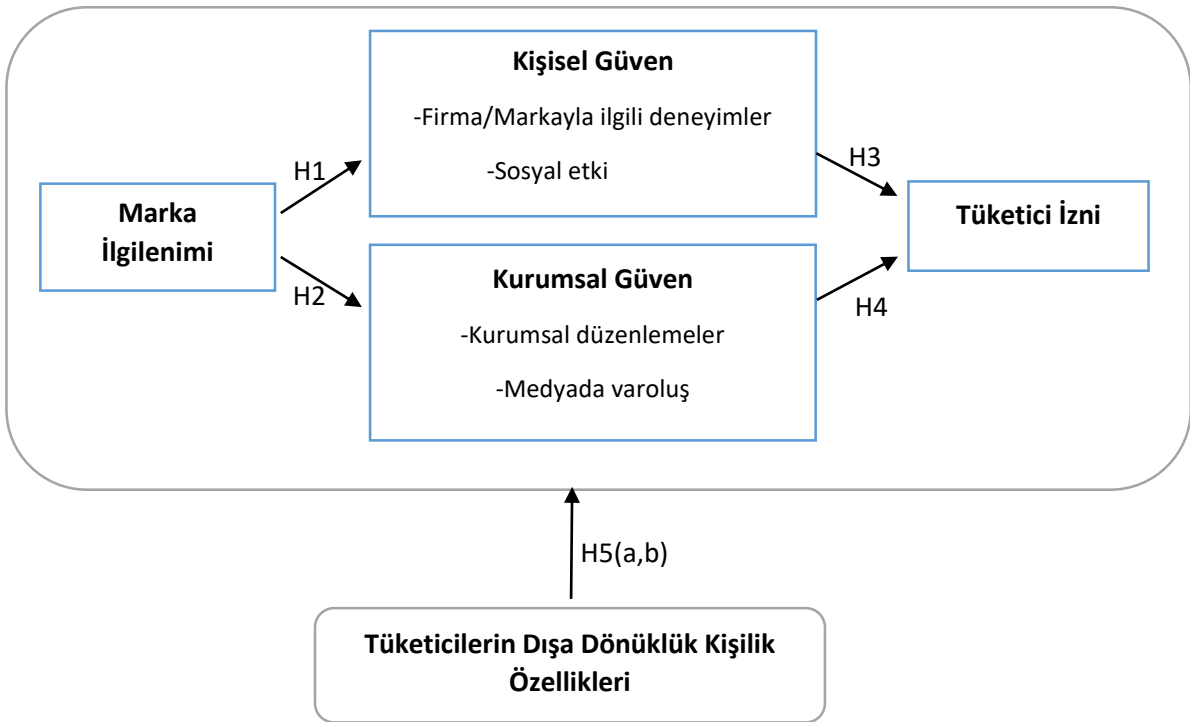 Kişisel Güven
-Firma/Markayla ilgili deneyimler
-Sosyal etki
H1
H3
Marka
İlgilenimi
Tüketici İzni
H2
Kurumsal Güven
-Kurumsal düzenlemeler
-Medyada varoluş
H4
H5(a,b)
Tüketicilerin Dışa Dönüklük Kişilik
Özellikleri